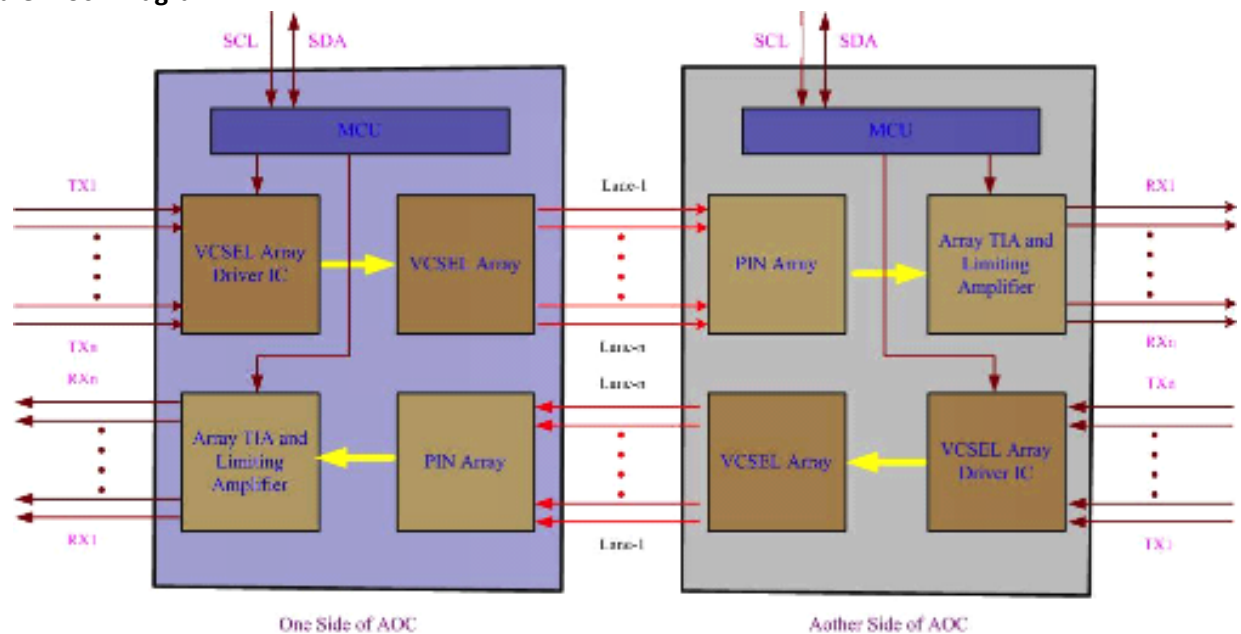 SCL SDA
SCL SDA
MCU
MCU
TX1
Lane-1
RX1
VCSEL Array
Driver IC
VCSEL Array
PIN Array
Array TIA and
Limiting
Amplifier
TXn
Lane-n
RXn
RXn
Lane-n
TXn
Array TIA and
Limiting
Amplifier
PIN Array
VCSEL Array
VCSEL Array
Driver IC
RX1
Lane-1
TX1
One Side of AOC
Aother Side of AOC